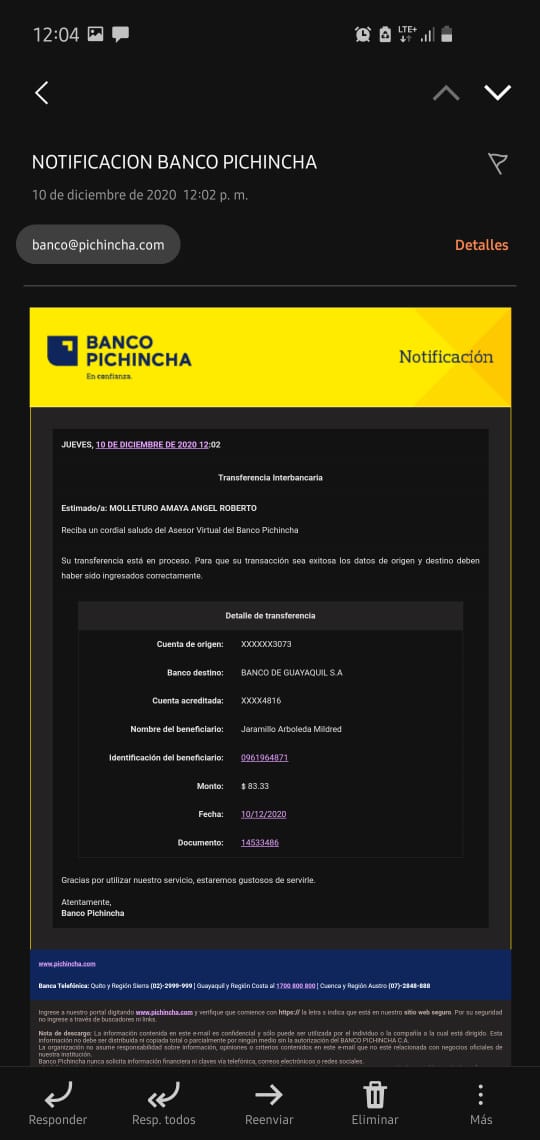 12:04
LTE+
NOTIFICACION BANCO PICHINCHA
10 de diciembre de 2020 12:02 p. m.
banco@pichincha.com
Detalles
BANCO
PICHINCHA
En confianza.
Notificación
JUEVES, 10 DE DICIEMBRE DE 2020 12:02
Transferencia Interbancaria
Estimado/a: MOLLETURO AMAYA ANGEL ROBERTO
Reciba un cordial saludo del Asesor Virtual del Banco Pichincha
Su transferencia está en proceso. Para que su transacción sea exitosa los datos de origen y destino deben
haber sido ingresados correctamente.
Detalle de transferencia
Cuenta de origen: XXXXXX3073
Banco destino: BANCO DE GUAYAQUIL S.A
Cuenta acreditada: XXXX4816
Nombre del beneficiario: Jaramillo Arboleda Mildred
Identificación del beneficiario: 0961964871
Monto: $ 83.33
Fecha: 10/12/2020
Documento: 14533486
Gracias por utilizar nuestro servicio, estaremos gustosos de servirle.
Atentamente,
Banco Pichincha
www.pichincha.com
Banca Telefónica: Quito y Región Sierra (02)-2999-999 | Guayaquil y Región Costa al 1700 800 800 | Cuenca y Región Austro (07)-2848-888
Ingrese a nuestro portal digitando www.pichincha.com y verifique que comience con https:// la letra s indica que está en nuestro sitio web seguro. Por su seguridad
no ingrese a través de buscadores ni links.
Nota de descargo: La información contenida en este e-mail es confidencial y sólo puede ser utilizada por el individuo o la compañía a la cual está dirigido. Esta
información no debe ser distribuida ni copiada total o parcialmente por ningún medio sin la autorización del BANCO PICHINCHA C.A.
La organización no asume responsabilidad sobre información, opiniones o criterios contenidos en este e-mail que no esté relacionada con negocios oficiales de
nuestra institución.
Banco Pichincha nunca solicita información financiera ni claves vía telefónica, correos electrónicos o redes sociales.
Responder
Resp. todos
Reenviar
Eliminar
Más